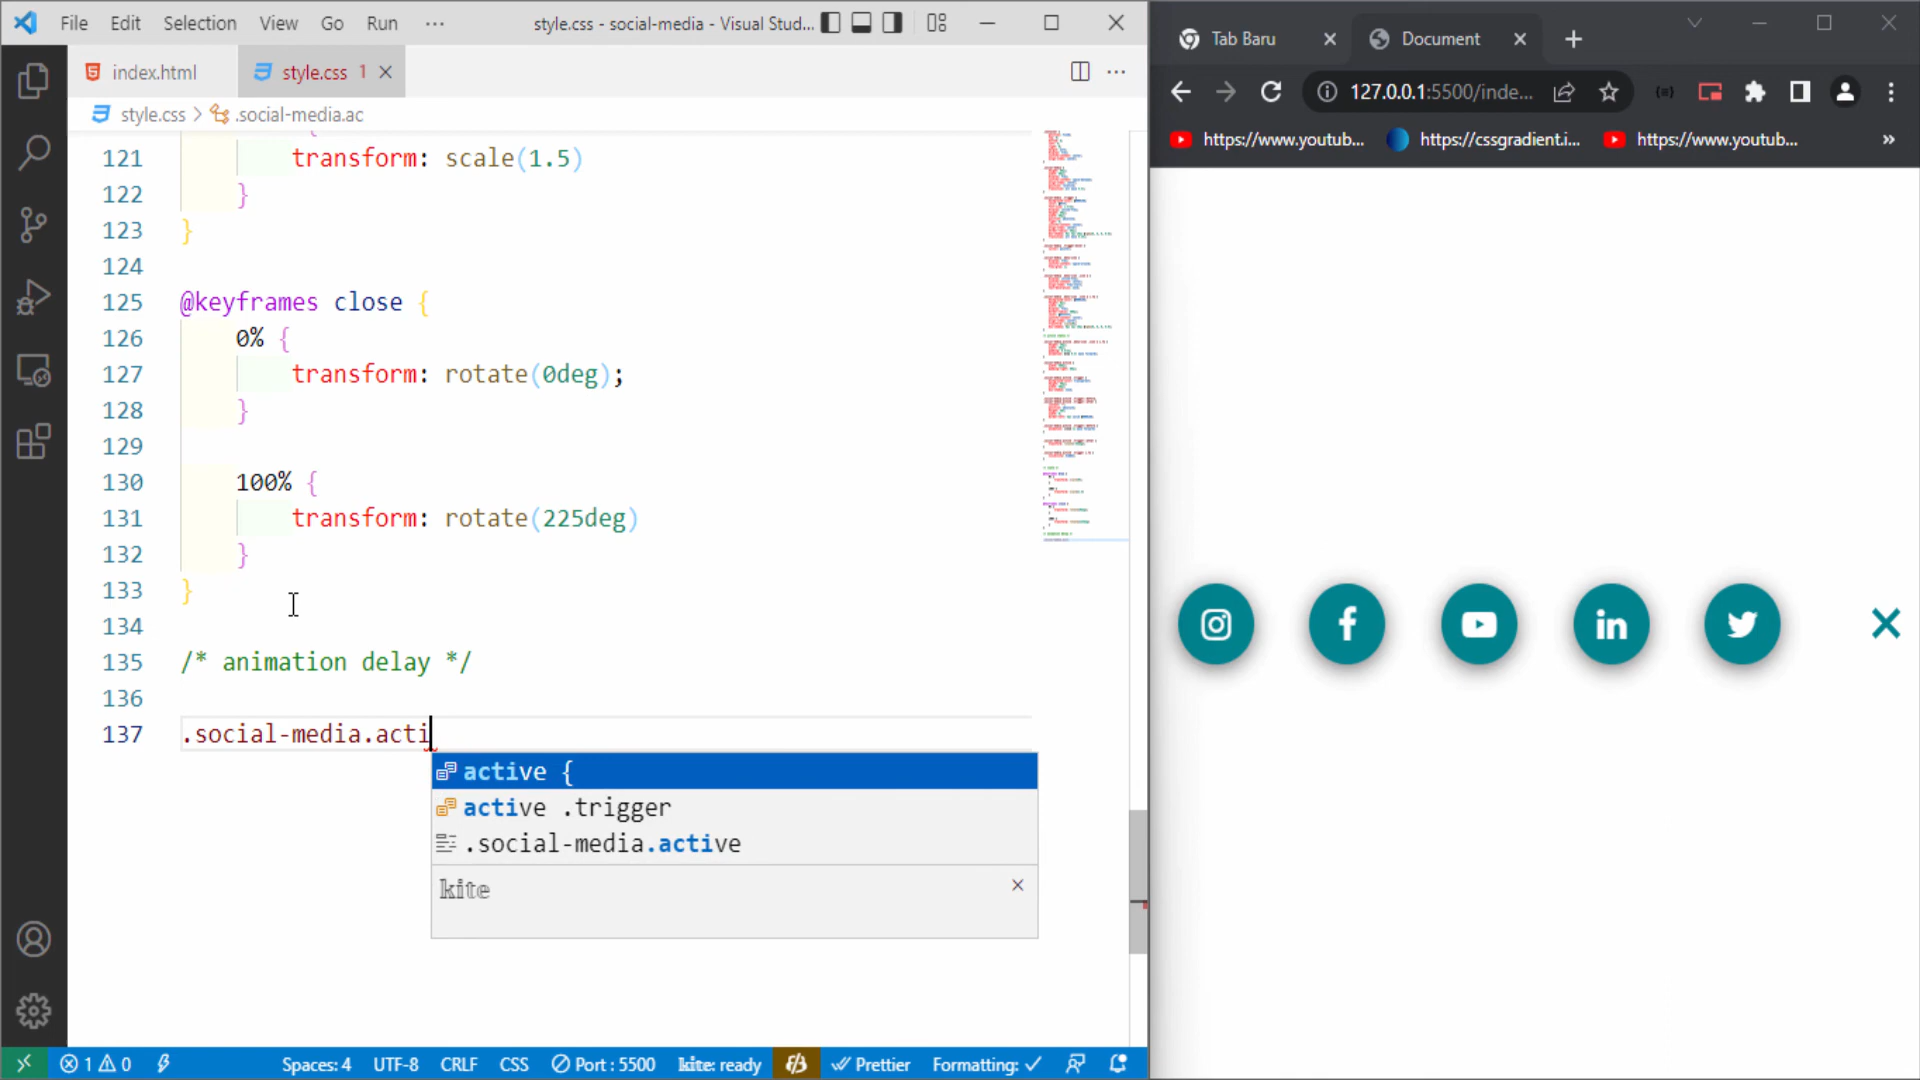 File Edit Selection View Go Run ··· style.css - social-media - Visual Stud...
index.html style.css 1
style.css > .social-media.ac
121 transform: scale(1.5)
122 }
123 }
124
125 @keyframes close {
126 0% {
127 transform: rotate(0deg);
128 }
129
130 100% {
131 transform: rotate(225deg)
132 }
133 }
134
135 /* animation delay */
136
137 .social-media.acti
active {
active .trigger
.social-media.active
kite
1 0 Spaces: 4 UTF-8 CRLF CSS Port : 5500 kite: ready Prettier Formatting: ✓
Tab Baru Document
127.0.0.1:5500/inde...
https://www.youtub... https://cssgradient.i... https://www.youtub... »